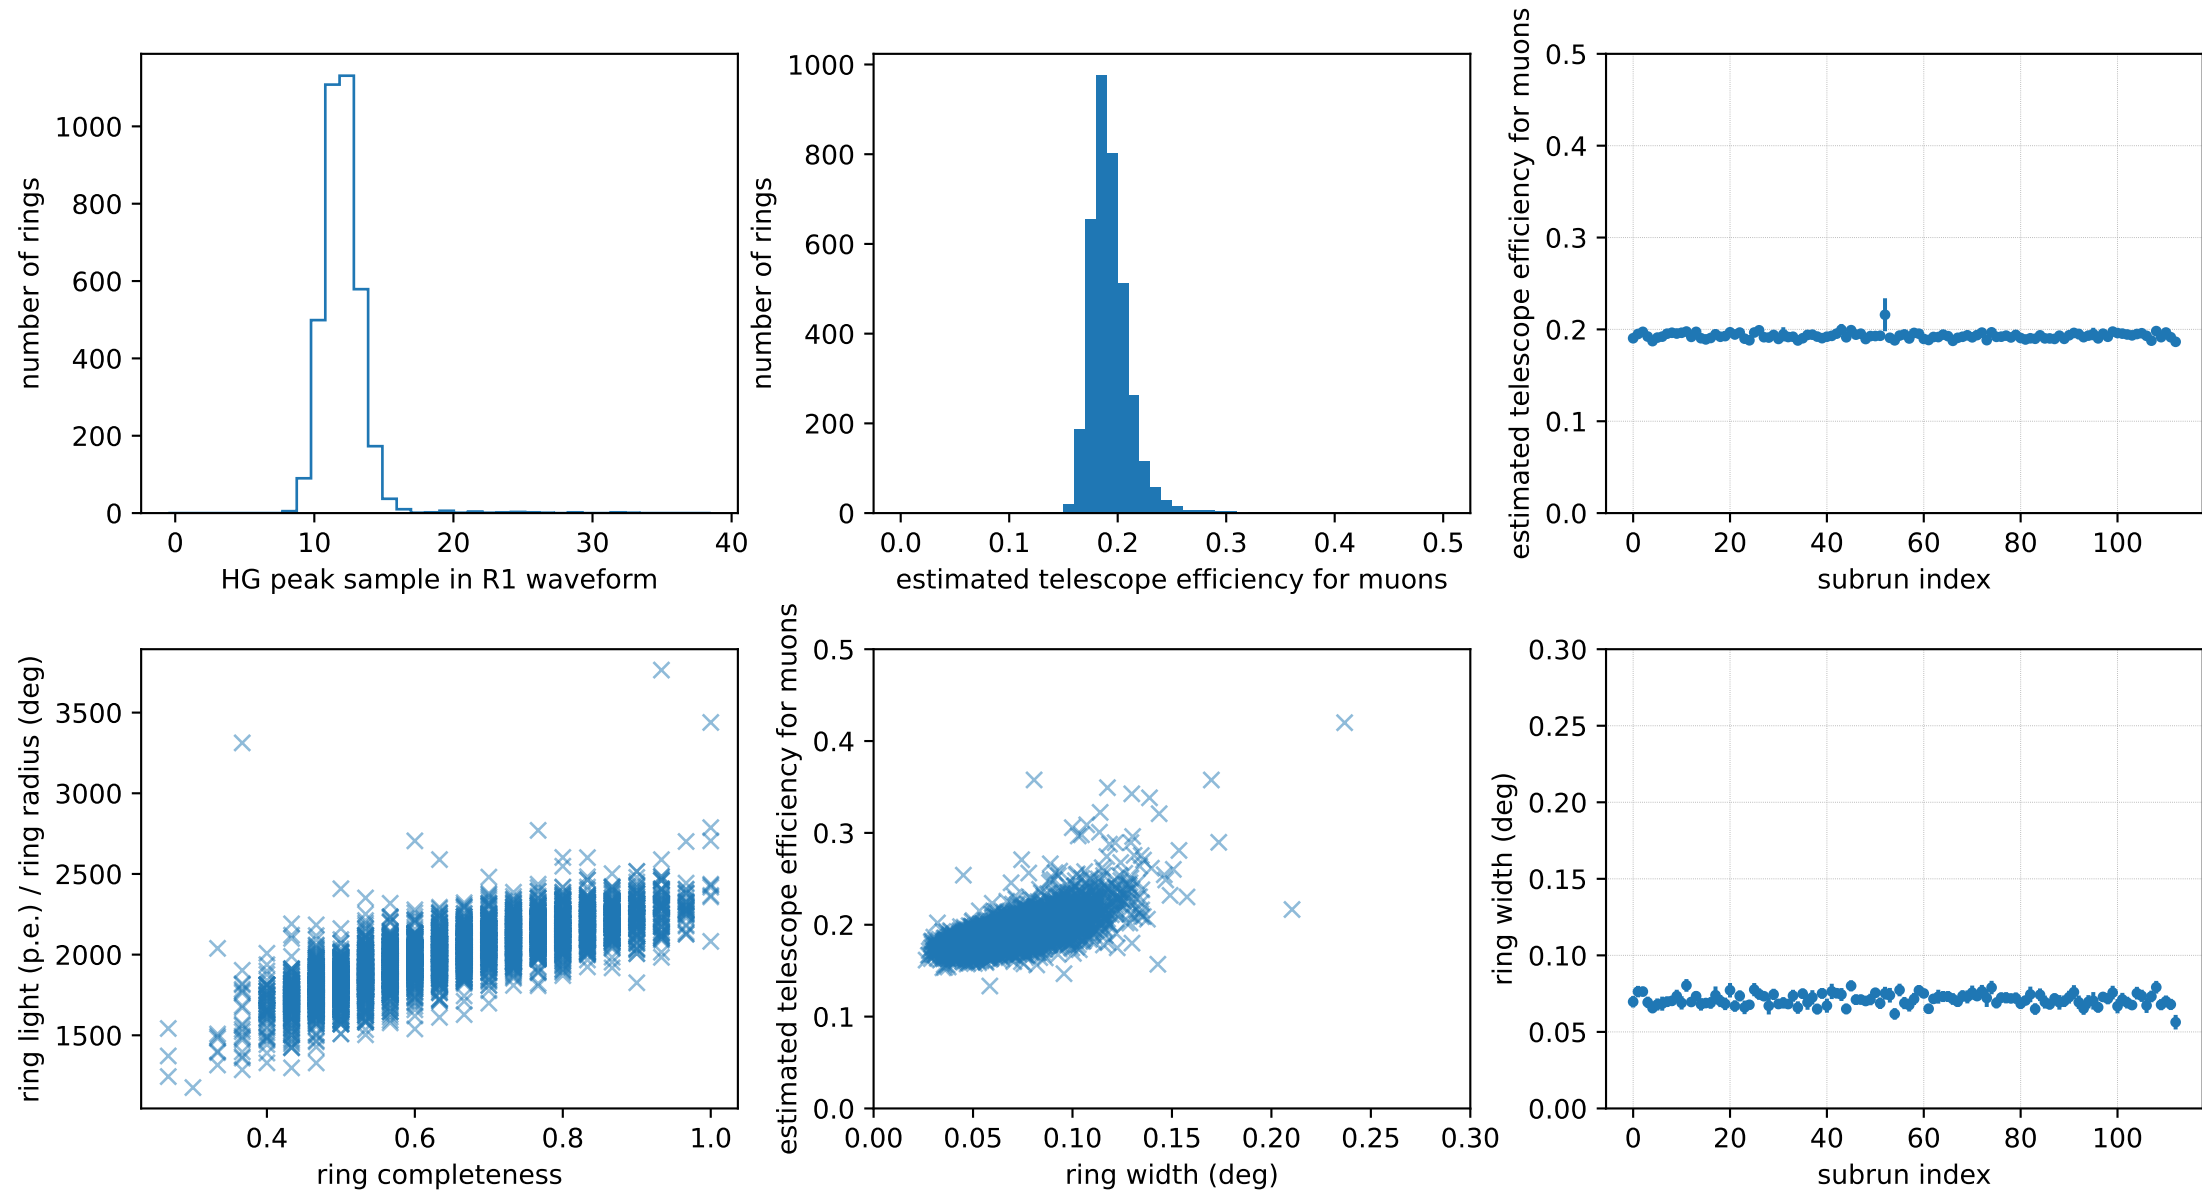 number of rings
1000
800
600
400
200
0
0 10 20 30 40
HG peak sample in R1 waveform
number of rings
1000
800
600
400
200
0
0.0 0.1 0.2 0.3 0.4 0.5
estimated telescope efficiency for muons
estimated telescope efficiency for muons
0.5
0.4
0.3
0.2
0.1
0.0
0 20 40 60 80 100
subrun index
ring light (p.e.) / ring radius (deg)
3500
3000
2500
2000
1500
0.4 0.6 0.8 1.0
ring completeness
estimated telescope efficiency for muons
0.5
0.4
0.3
0.2
0.1
0.0
0.00 0.05 0.10 0.15 0.20 0.25 0.30
ring width (deg)
ring width (deg)
0.30
0.25
0.20
0.15
0.10
0.05
0.00
0 20 40 60 80 100
subrun index